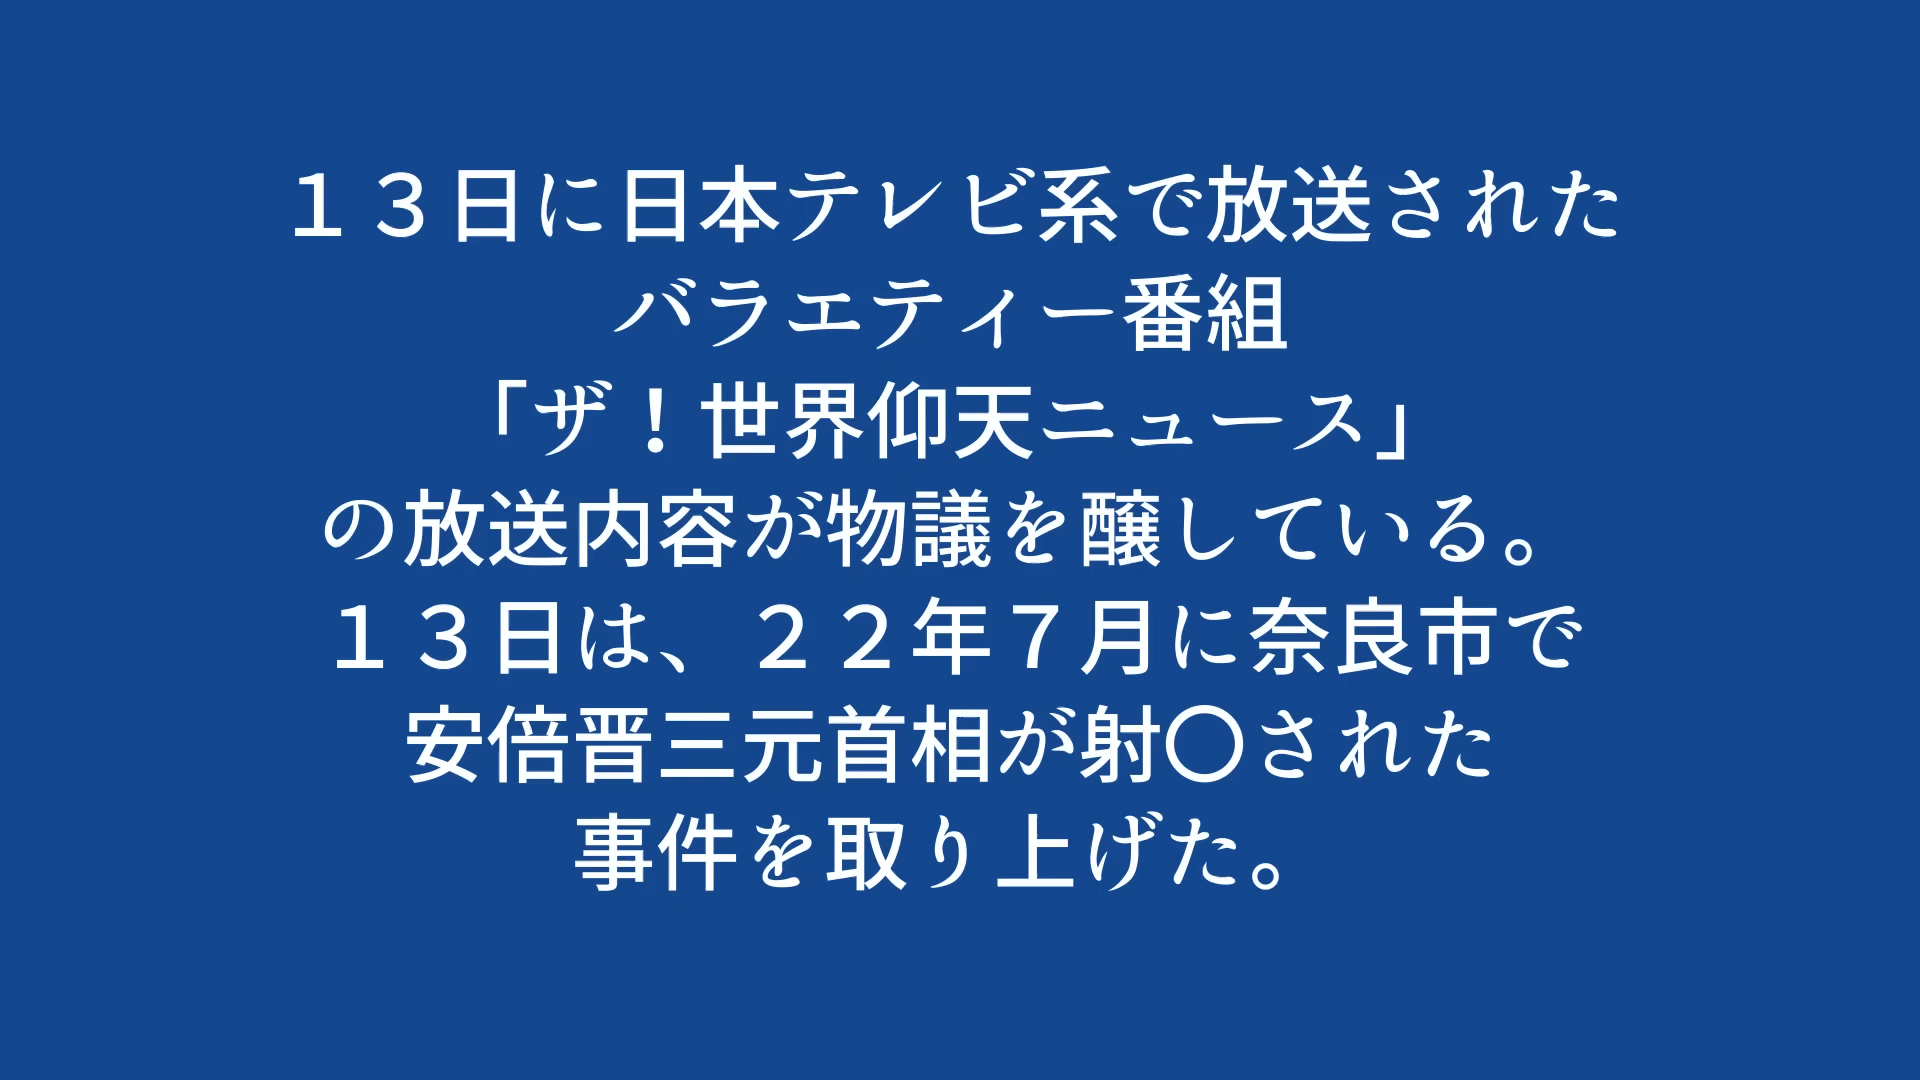 １３日に日本テレビ系で放送された
バラエティー番組
「ザ！世界仰天ニュース」
の放送内容が物議を醸している。
１３日は、２２年７月に奈良市で
安倍晋三元首相が射〇された
事件を取り上げた。